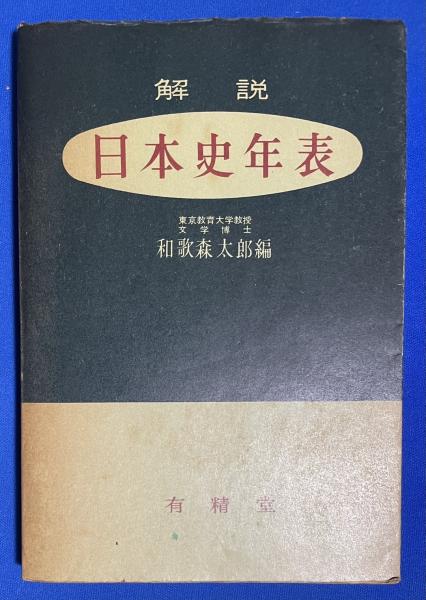 解説
日本史年表
東京教育大学教授
文学博士
和歌森太郎編
有精堂